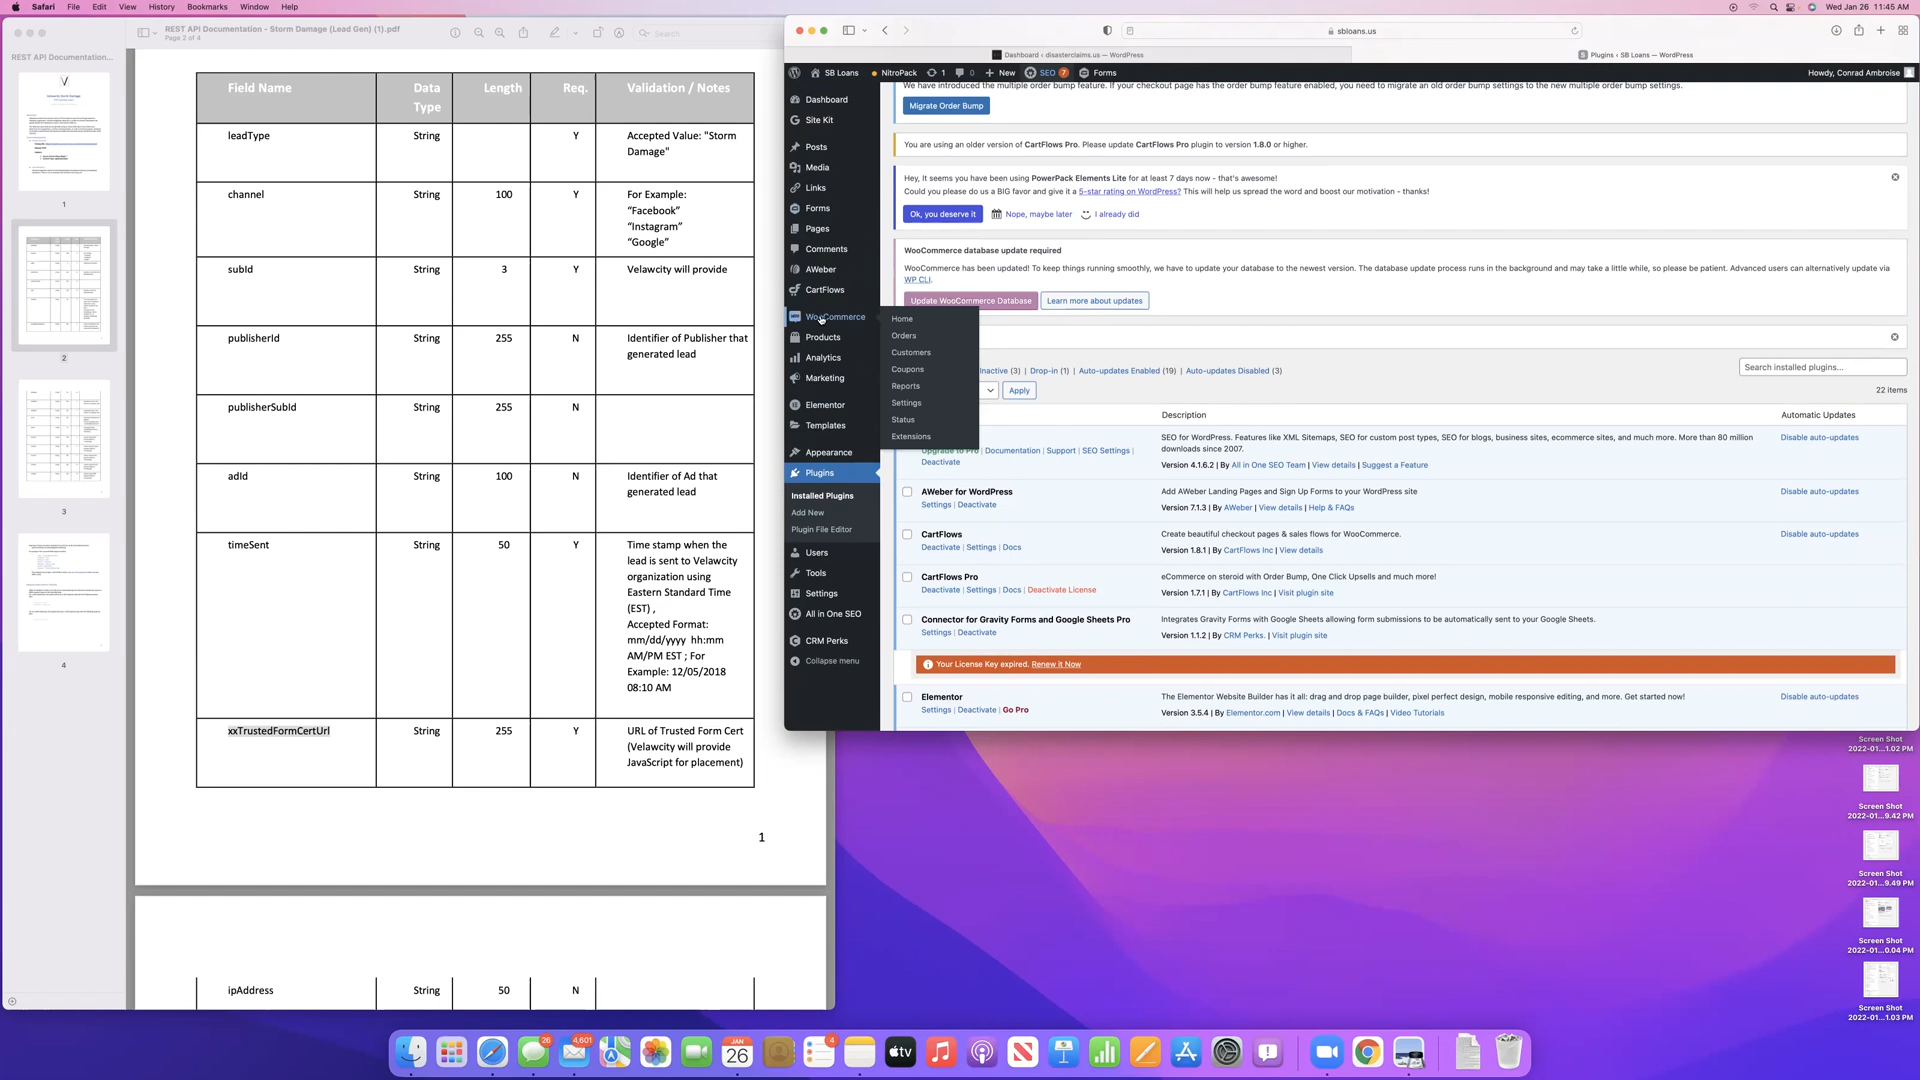 Safari File Edit View History Bookmarks Window Help
Wed Jan 26 11:45 AM
REST API Documentation - Storm Damage (Lead Gen) (1).pdf
Page 2 of 4
Search
REST API Documentation...
1
2
3
4
Field Name Data Type Length Req. Validation / Notes
leadType String Y Accepted Value: "Storm
Damage"
channel String 100 Y For Example:
“Facebook”
“Instagram”
“Google”
subId String 3 Y Velawcity will provide
publisherId String 255 N Identifier of Publisher that
generated lead
publisherSubId String 255 N
adId String 100 N Identifier of Ad that
generated lead
timeSent String 50 Y Time stamp when the
lead is sent to Velawcity
organization using
Eastern Standard Time
(EST) ,
Accepted Format:
mm/dd/yyyy hh:mm
AM/PM EST ; For
Example: 12/05/2018
08:10 AM
xxTrustedFormCertUrl String 255 Y URL of Trusted Form Cert
(Velawcity will provide
JavaScript for placement)
1
ipAddress String 50 N
sbloans.us
Dashboard ‹ disasterclaims.us — WordPress
Plugins ‹ SB Loans — WordPress
SB Loans NitroPack 1 0 New SEO 7 Forms
Howdy, Conrad Ambroise
Dashboard
Site Kit
Posts
Media
Links
Forms
Pages
Comments
AWeber
CartFlows
WooCommerce
Products
Analytics
Marketing
Elementor
Templates
Appearance
Plugins
Installed Plugins
Add New
Plugin File Editor
Users
Tools
Settings
All in One SEO
CRM Perks
Collapse menu
Home
Orders
Customers
Coupons
Reports
Settings
Status
Extensions
We have introduced the multiple order bump feature. If your checkout page has the order bump feature enabled, you need to migrate an old order bump settings to the new multiple order bump settings.
Migrate Order Bump
You are using an older version of CartFlows Pro. Please update CartFlows Pro plugin to version 1.8.0 or higher.
Hey, It seems you have been using PowerPack Elements Lite for at least 7 days now - that's awesome!
Could you please do us a BIG favor and give it a 5-star rating on WordPress? This will help us spread the word and boost our motivation - thanks!
Ok, you deserve it Nope, maybe later I already did
WooCommerce database update required
WooCommerce has been updated! To keep things running smoothly, we have to update your database to the newest version. The database update process runs in the background and may take a little while, so please be patient. Advanced users can alternatively update via
WP CLI.
Update WooCommerce Database Learn more about updates
Inactive (3) | Drop-in (1) | Auto-updates Enabled (19) | Auto-updates Disabled (3)
Search installed plugins...
Apply
22 items
Description Automatic Updates
SEO for WordPress. Features like XML Sitemaps, SEO for custom post types, SEO for blogs, business sites, ecommerce sites, and much more. More than 80 million
downloads since 2007.
Disable auto-updates
Upgrade to Pro | Documentation | Support | SEO Settings |
Deactivate
Version 4.1.6.2 | By All in One SEO Team | View details | Suggest a Feature
AWeber for WordPress Add AWeber Landing Pages and Sign Up Forms to your WordPress site Disable auto-updates
Settings | Deactivate Version 7.1.3 | By AWeber | View details | Help & FAQs
CartFlows Create beautiful checkout pages & sales flows for WooCommerce. Disable auto-updates
Deactivate | Settings | Docs Version 1.8.1 | By CartFlows Inc | View details
CartFlows Pro eCommerce on steroid with Order Bump, One Click Upsells and much more!
Deactivate | Settings | Docs | Deactivate License Version 1.7.1 | By CartFlows Inc | Visit plugin site
Connector for Gravity Forms and Google Sheets Pro Integrates Gravity Forms with Google Sheets allowing form submissions to be automatically sent to your Google Sheets.
Settings | Deactivate Version 1.1.2 | By CRM Perks. | Visit plugin site
Your License Key expired. Renew it Now
Elementor The Elementor Website Builder has it all: drag and drop page builder, pixel perfect design, mobile responsive editing, and more. Get started now! Disable auto-updates
Settings | Deactivate | Go Pro Version 3.5.4 | By Elementor.com | View details | Docs & FAQs | Video Tutorials
Screen Shot
2022-01...1.02 PM
Screen Shot
2022-01...9.42 PM
Screen Shot
2022-01...9.49 PM
Screen Shot
2022-01...0.04 PM
Screen Shot
2022-01...1.03 PM
26
4,601
JAN
26
4
tv